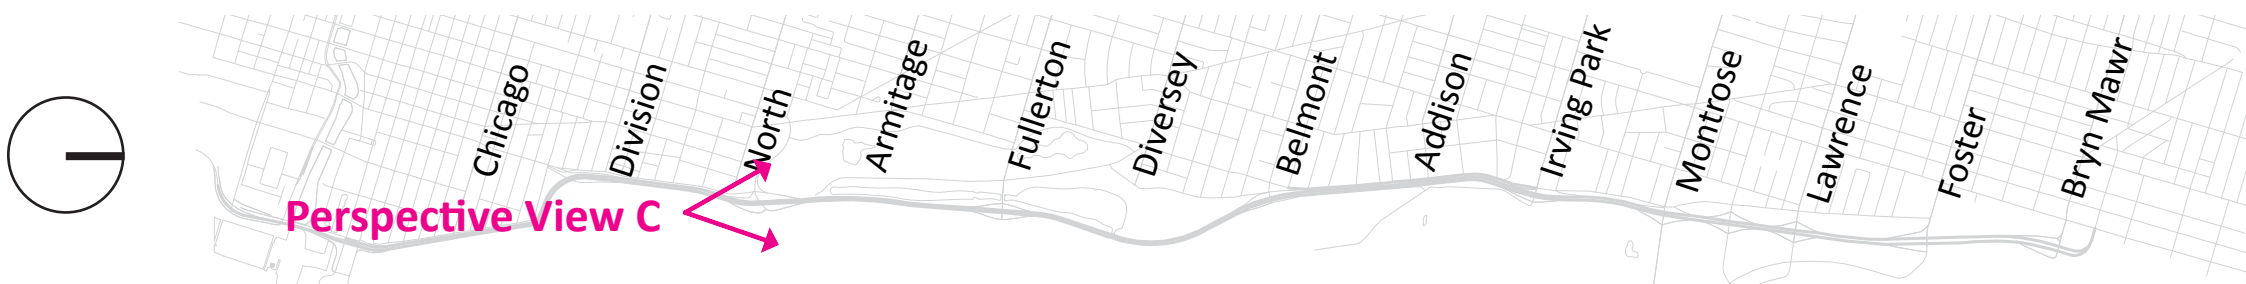 Chicago
Division
North
Armitage
Fullerton
Diversey
Belmont
Addison
Irving Park
Montrose
Lawrence
Foster
Bryn Mawr
Perspective View C